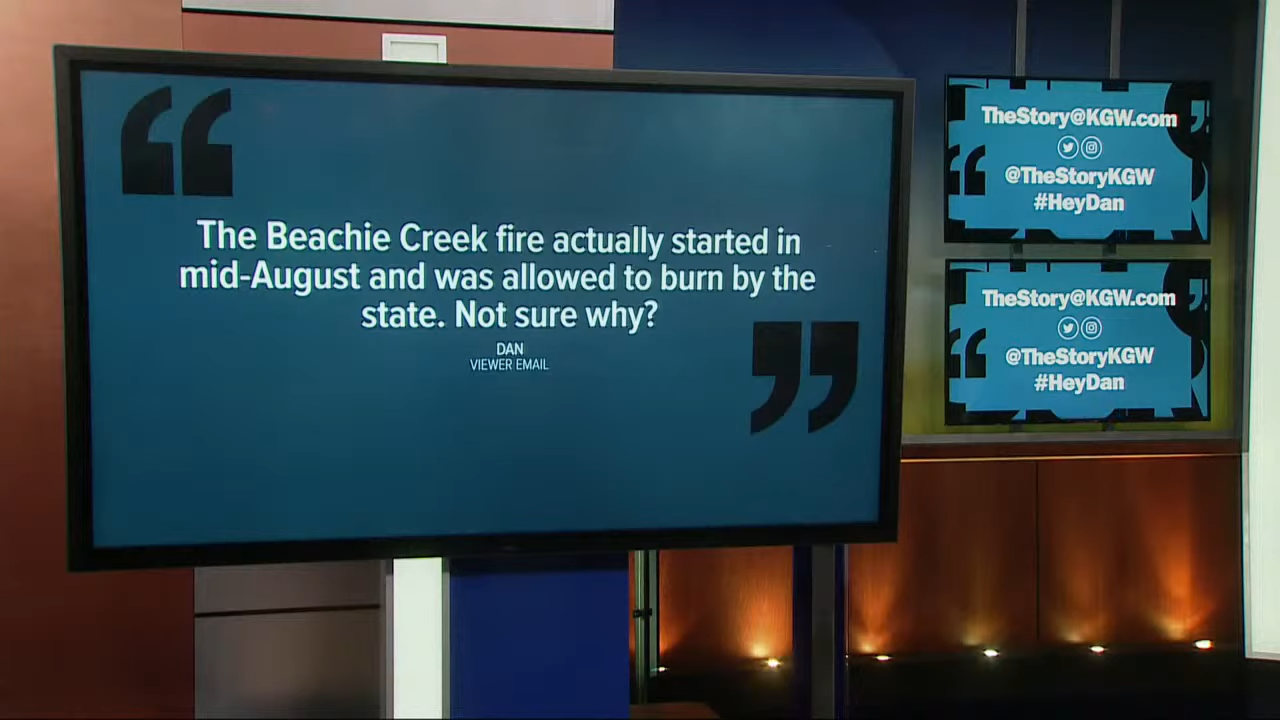 The Beachie Creek fire actually started in
mid-August and was allowed to burn by the
state. Not sure why?
DAN
VIEWER EMAIL
TheStory@KGW.com
@TheStoryKGW
#HeyDan
TheStory@KGW.com
@TheStoryKGW
#HeyDan